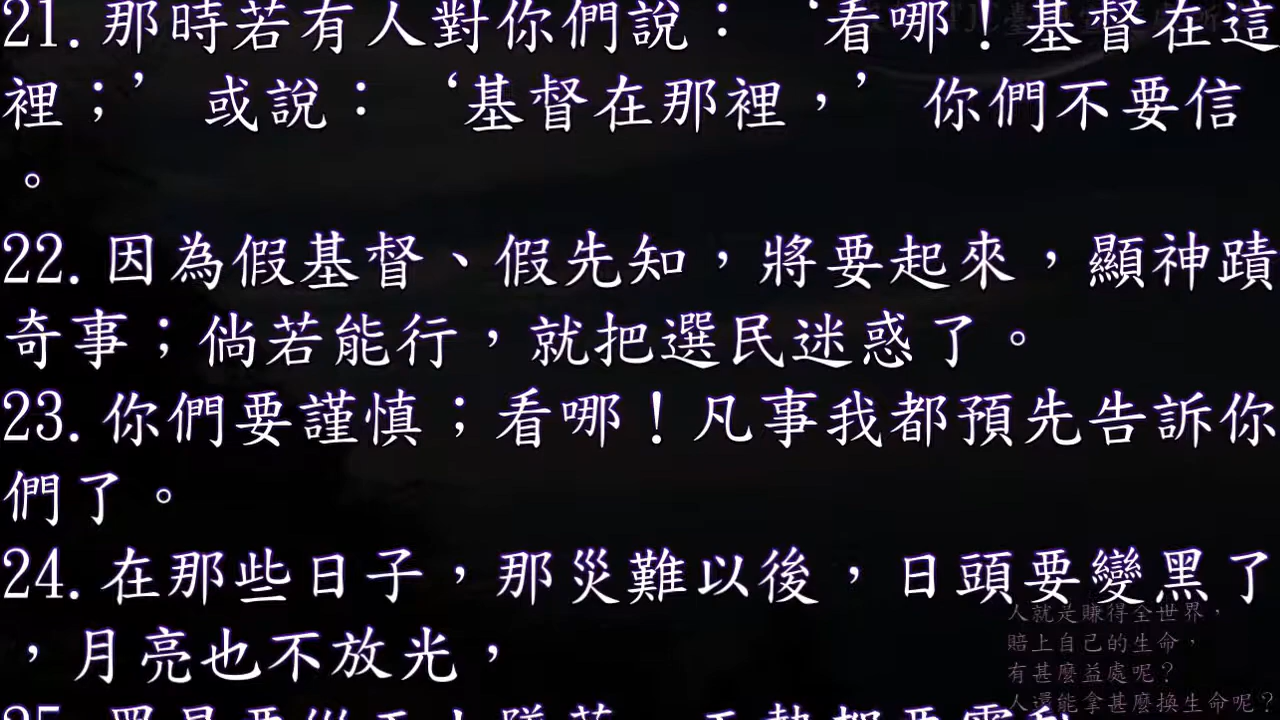 21.那時若有人對你們說：‘看哪！基督在這
裡；’或說：‘基督在那裡，’你們不要信
。
22.因為假基督、假先知，將要起來，顯神蹟
奇事；倘若能行，就把選民迷惑了。
23.你們要謹慎；看哪！凡事我都預先告訴你
們了。
24.在那些日子，那災難以後，日頭要變黑了
，月亮也不放光，
人就是賺得全世界，
賠上自己的生命，
有甚麼益處呢？
人還能拿甚麼換生命呢？